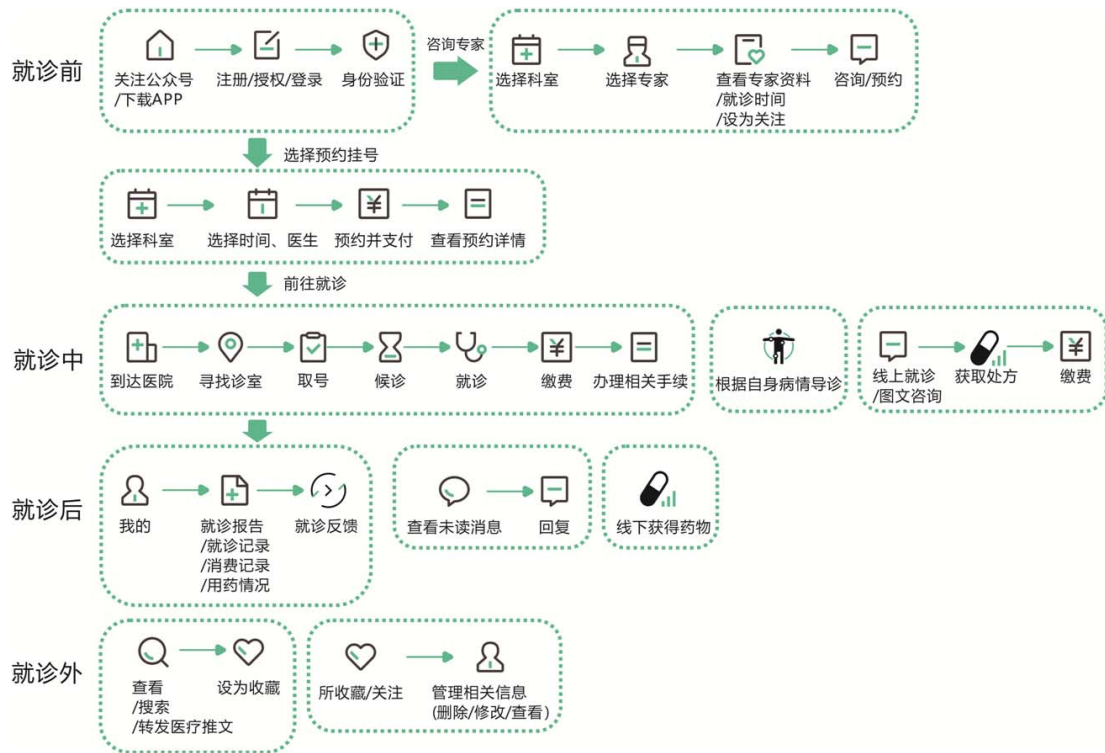 就诊前
关注公众号
/下载APP
注册/授权/登录
身份验证
咨询专家
选择科室
选择专家
查看专家资料
/就诊时间
/设为关注
咨询/预约
选择预约挂号
选择科室
选择时间、医生
预约并支付
查看预约详情
前往就诊
就诊中
到达医院
寻找诊室
取号
候诊
就诊
缴费
办理相关手续
根据自身病情导诊
线上就诊
/图文咨询
获取处方
缴费
就诊后
我的
就诊报告
/就诊记录
/消费记录
/用药情况
就诊反馈
查看未读消息
回复
线下获得药物
就诊外
查看
/搜索
/转发医疗推文
设为收藏
所收藏/关注
管理相关信息
(删除/修改/查看)